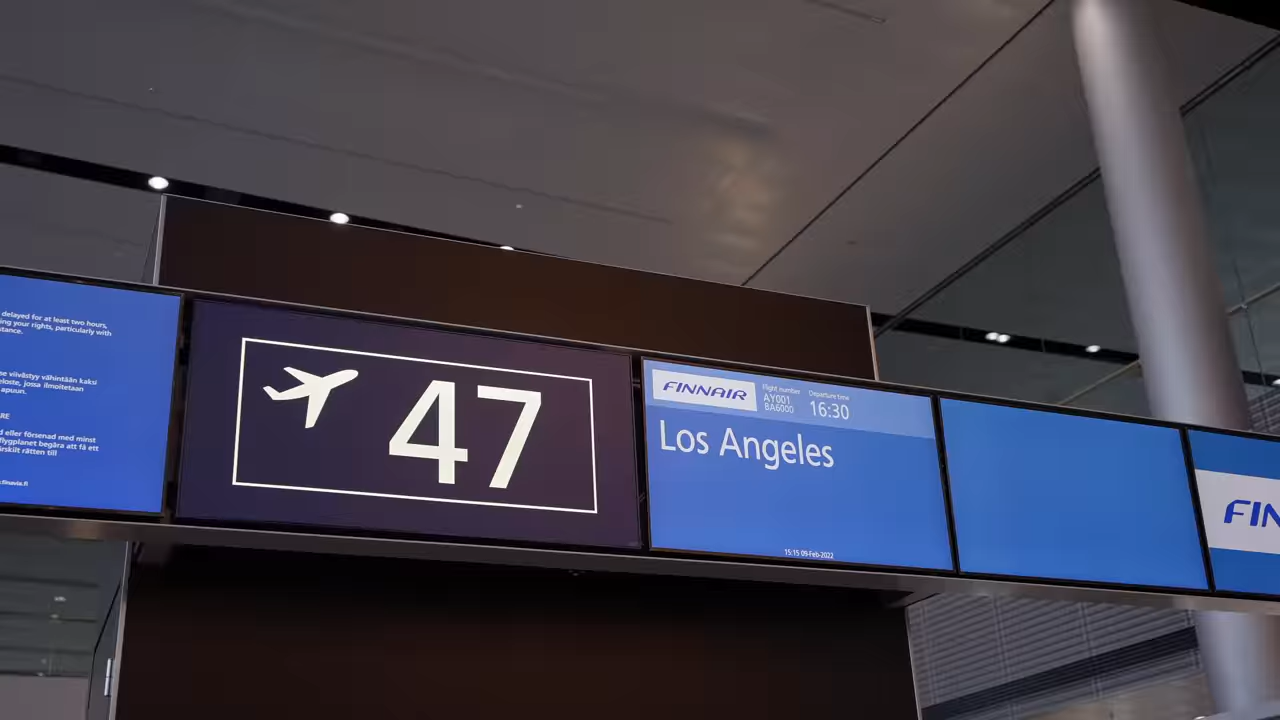 delayed for at least two hours,
ing your rights, particularly with
stance.
se viivästyy vähintään kaksi
eloste, jossa ilmoitetaan
apuun.
RE
d eller försenad med minst
flygplanet begära att få ett
ärskilt rätten till
.finavia.fi
47
FINNAIR
Flight number
AY001
BA6000
Departure time
16:30
Los Angeles
15:15 09-Feb-2022
FIN